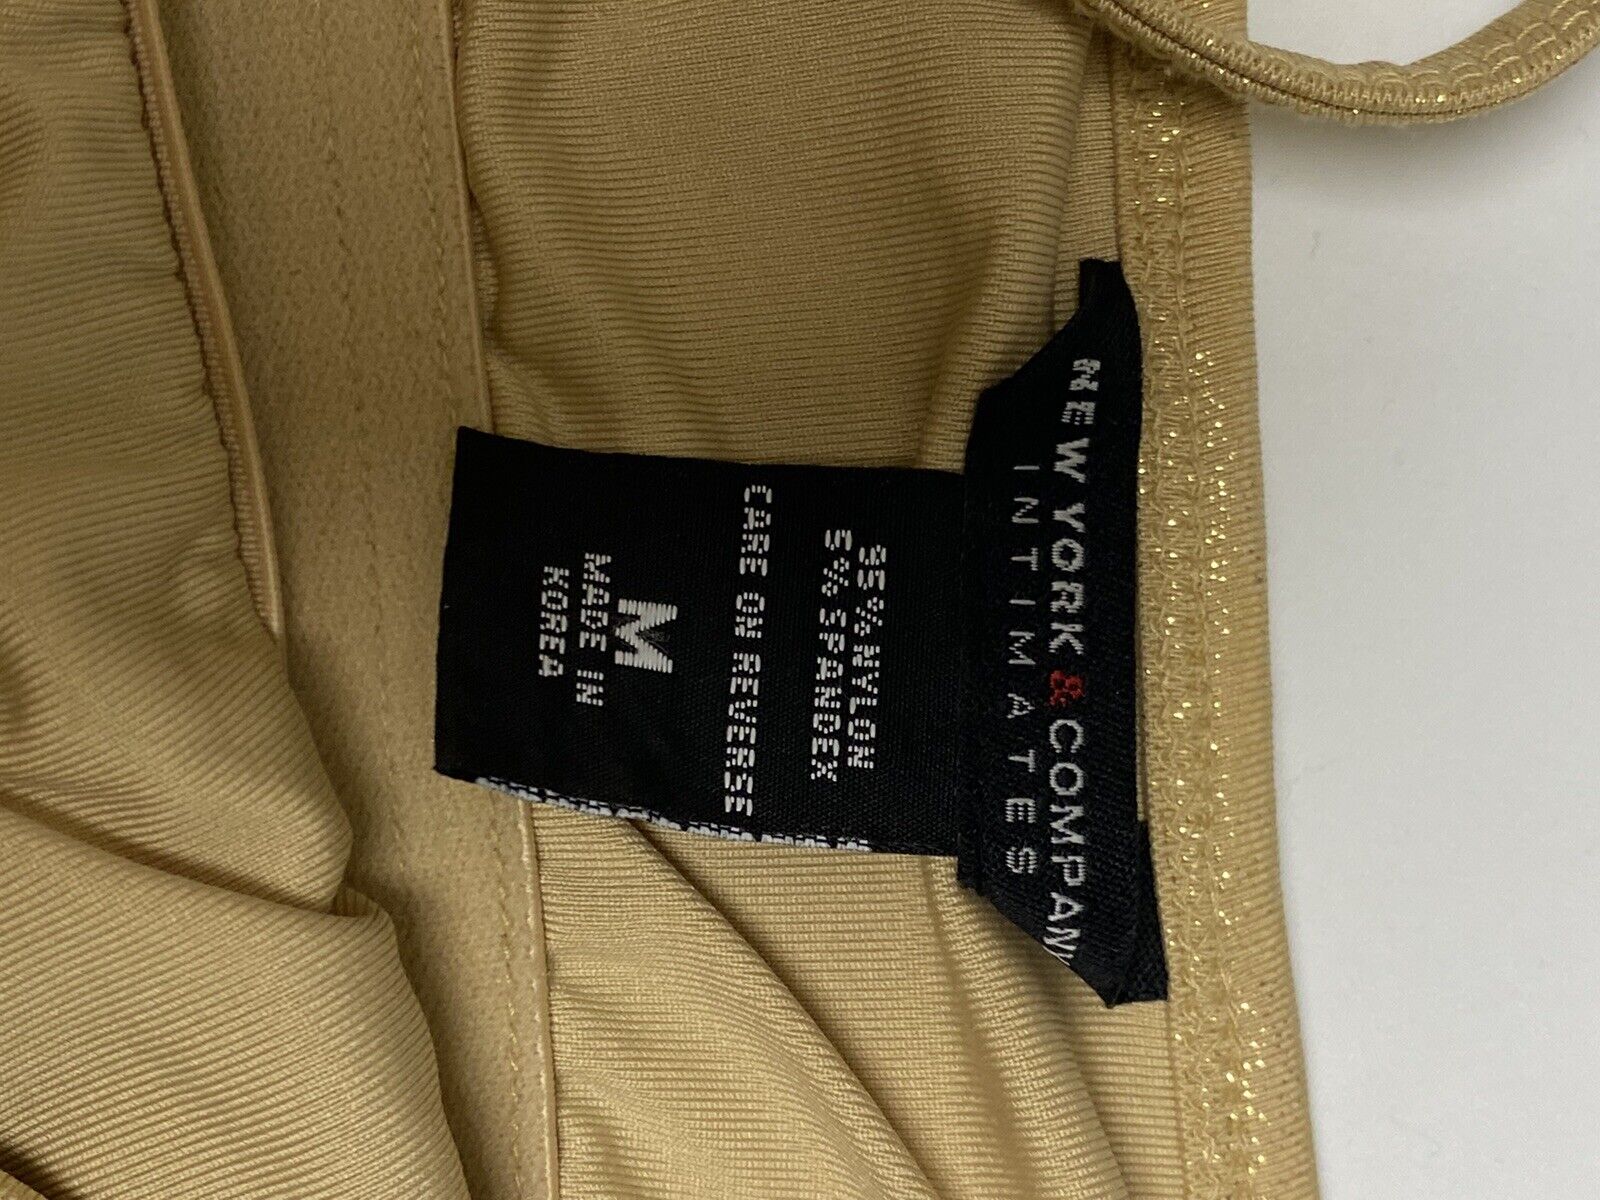 NEW YORK & COMPANY
INTIMATES
95% NYLON
5% SPANDEX
CARE ON REVERSE
M
MADE IN
KOREA